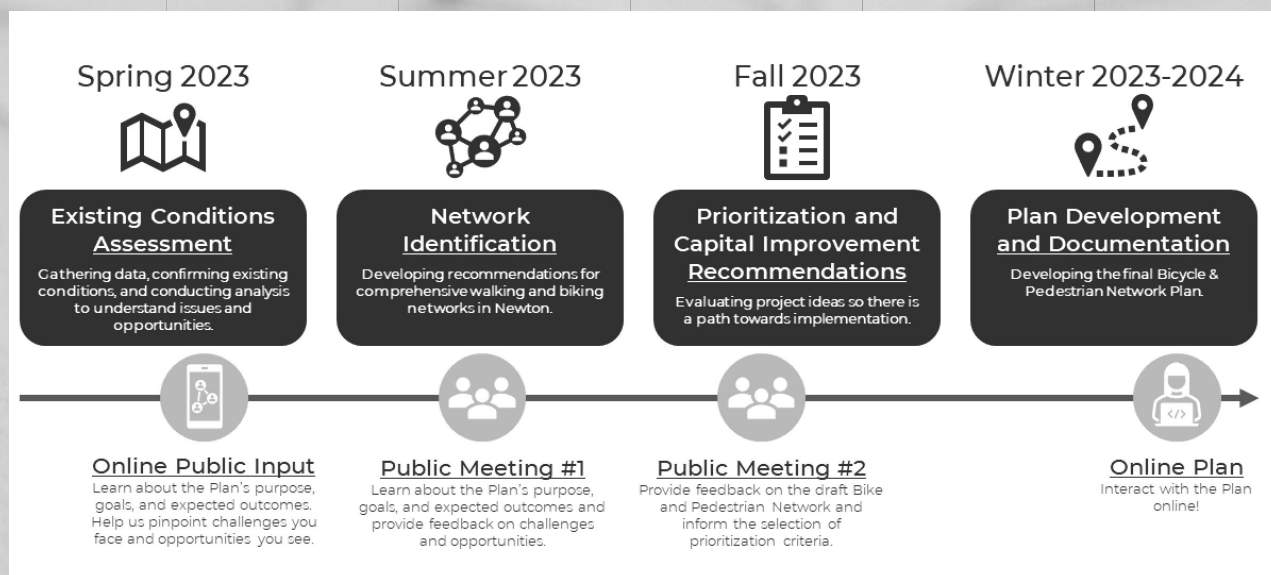 Spring 2023
Summer 2023
Fall 2023
Winter 2023-2024
Existing Conditions
Assessment
Gathering data, confirming existing
conditions, and conducting analysis
to understand issues and
opportunities.
Network
Identification
Developing recommendations for
comprehensive walking and biking
networks in Newton.
Prioritization and
Capital Improvement
Recommendations
Evaluating project ideas so there is
a path towards implementation.
Plan Development
and Documentation
Developing the final Bicycle &
Pedestrian Network Plan.
</>
Online Public Input
Learn about the Plan's purpose,
goals, and expected outcomes.
Help us pinpoint challenges you
face and opportunities you see.
Public Meeting #1
Learn about the Plan's purpose,
goals, and expected outcomes and
provide feedback on challenges
and opportunities.
Public Meeting #2
Provide feedback on the draft Bike
and Pedestrian Network and
inform the selection of
prioritization criteria.
Online Plan
Interact with the Plan
online!